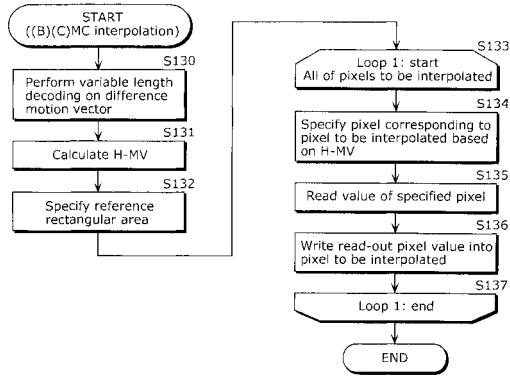 START
((B)(C)MC interpolation)
S130
Perform variable length
decoding on difference
motion vector
S131
Calculate H-MV
S132
Specify reference
rectangular area
S133
Loop 1: start
All of pixels to be interpolated
S134
Specify pixel corresponding to
pixel to be interpolated based
on H-MV
S135
Read value of specified pixel
S136
Write read-out pixel value into
pixel to be interpolated
S137
Loop 1: end
END